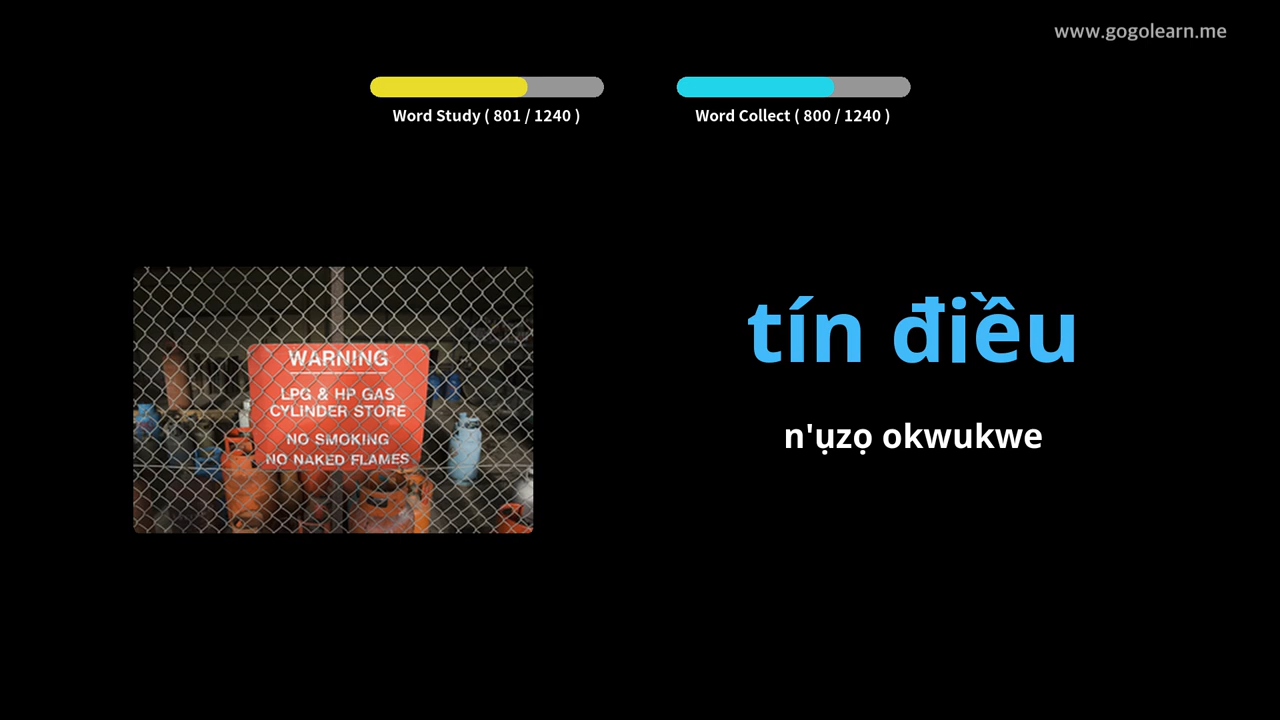 www.gogolearn.me
Word Study ( 801 / 1240 )
Word Collect ( 800 / 1240 )
WARNING
LPG & HP GAS
CYLINDER STORE
NO SMOKING
NO NAKED FLAMES
tín điều
n'ụzọ okwukwe